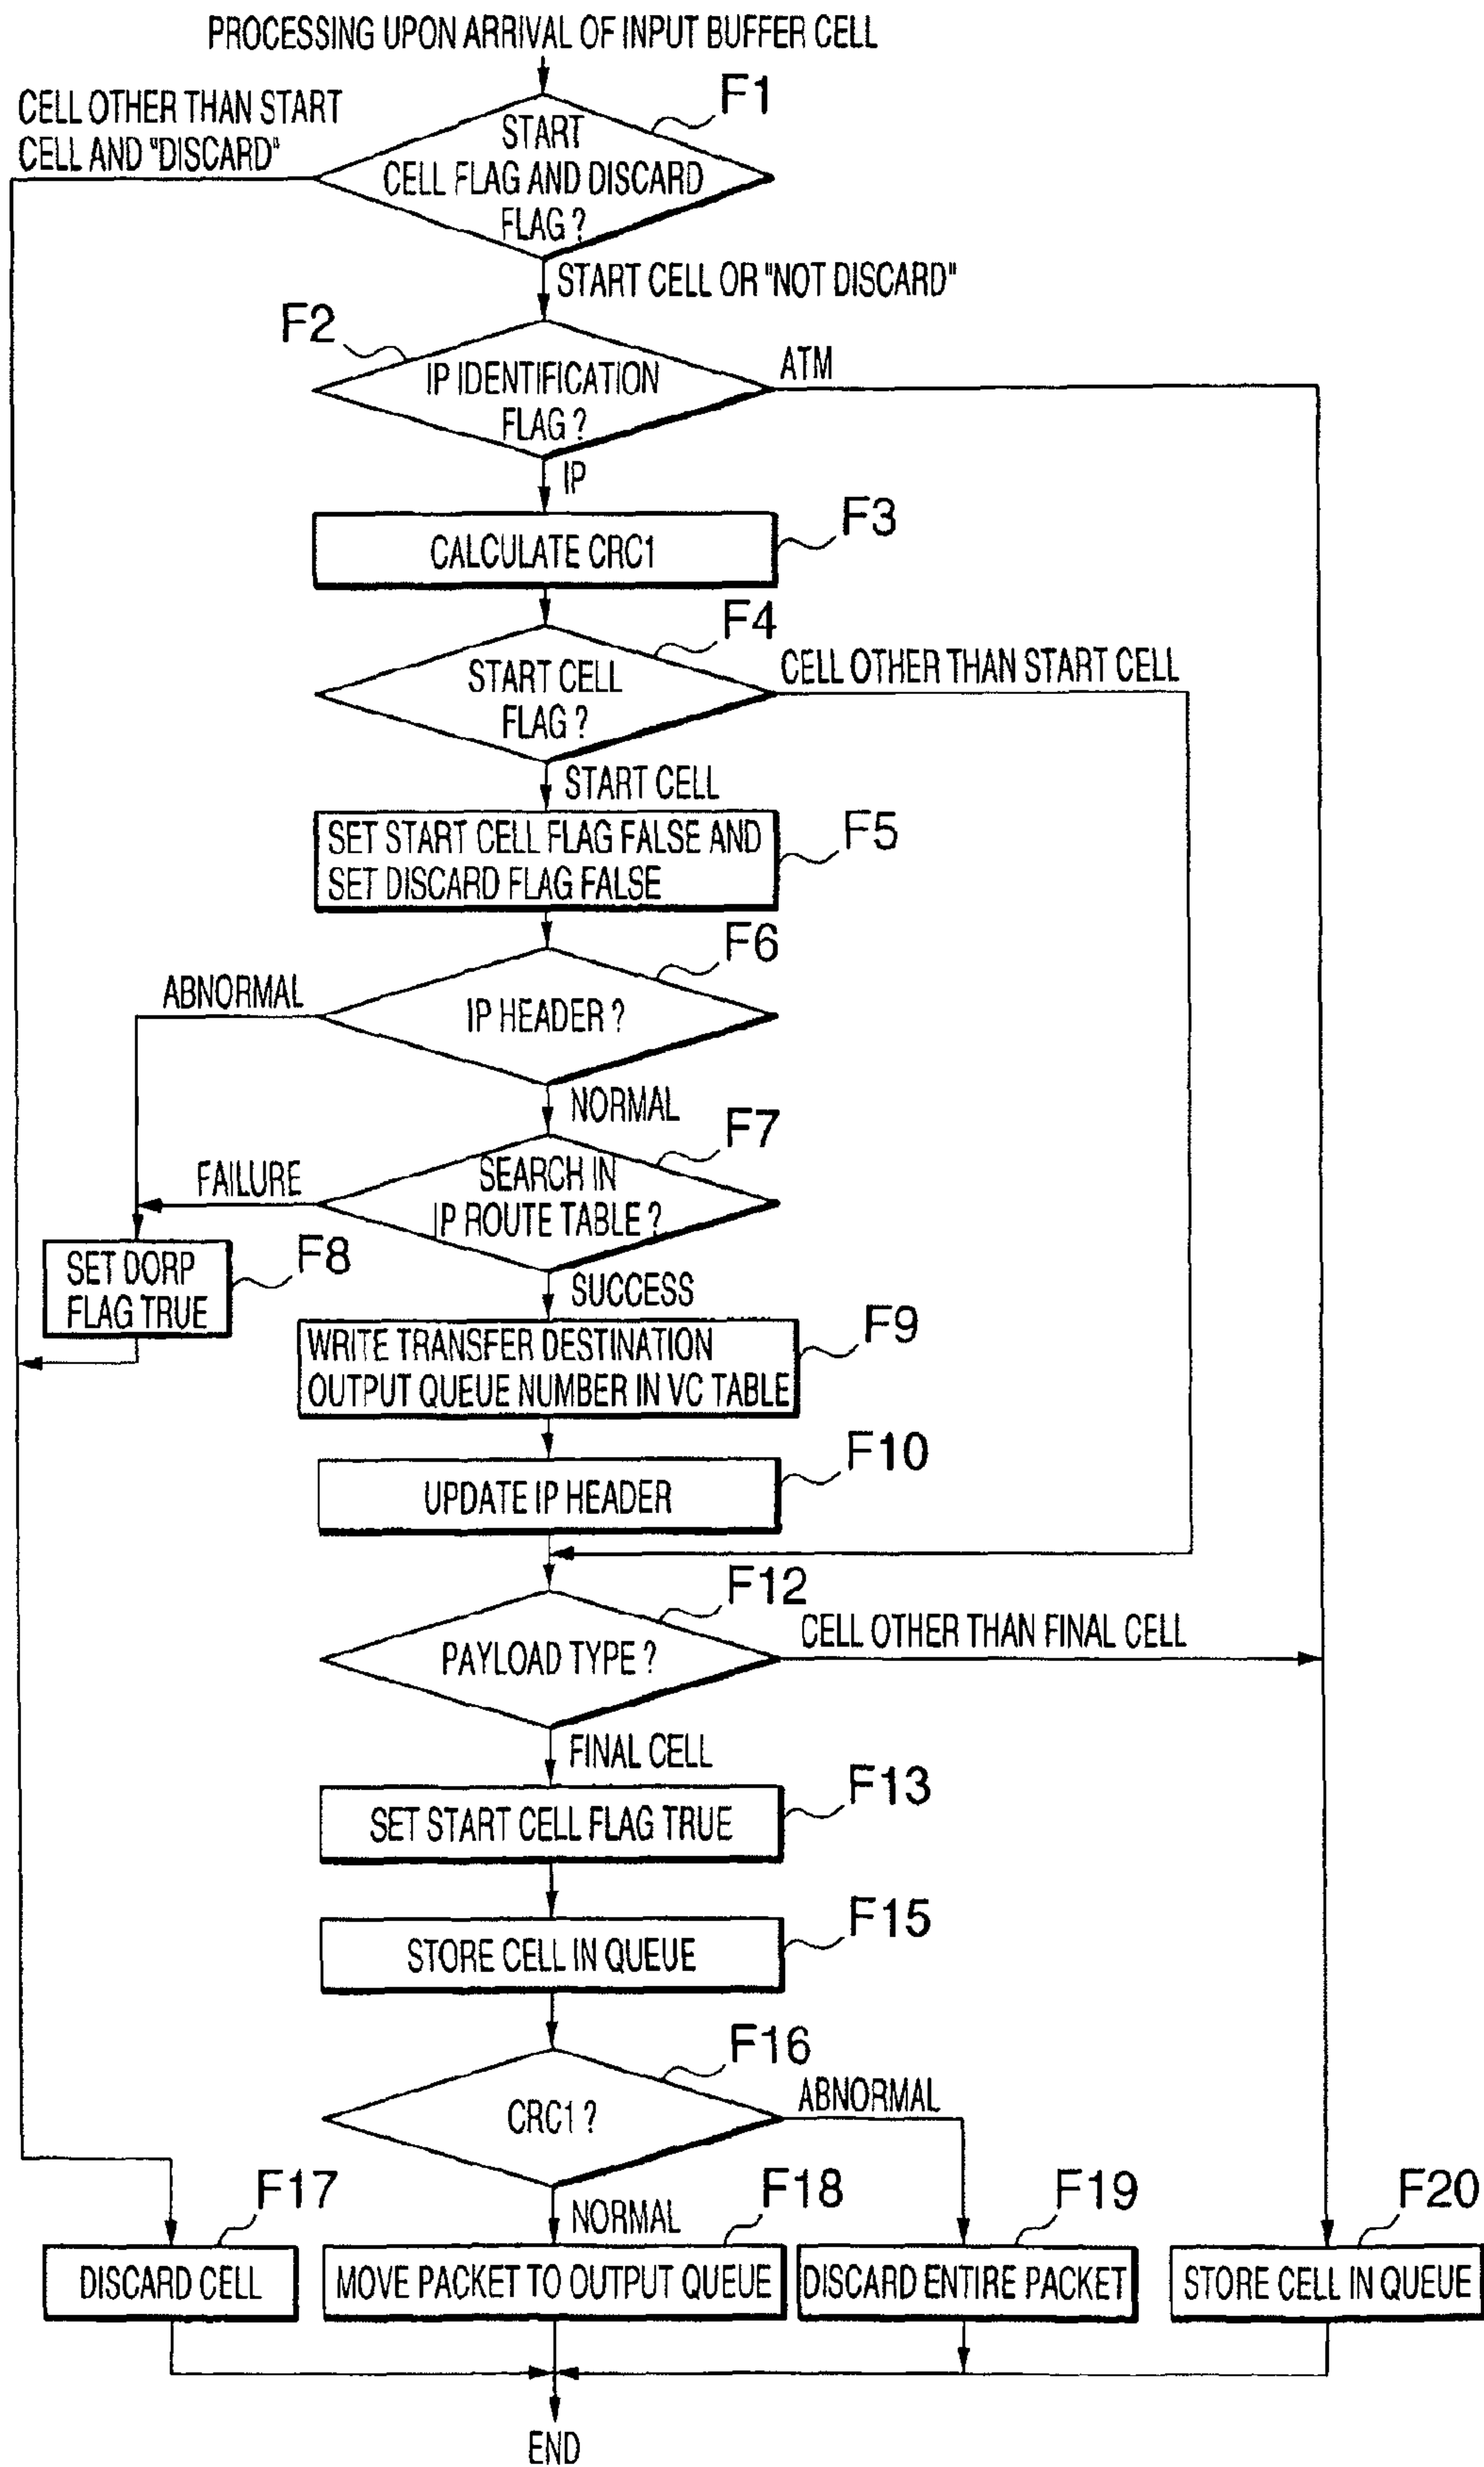 PROCESSING UPON ARRIVAL OF INPUT BUFFER CELL
F1
CELL OTHER THAN START
CELL AND "DISCARD"
START
CELL FLAG AND DISCARD
FLAG ?
START CELL OR "NOT DISCARD"
F2
IP IDENTIFICATION
FLAG ?
ATM
IP
F3
CALCULATE CRC1
F4
START CELL
FLAG ?
CELL OTHER THAN START CELL
START CELL
F5
SET START CELL FLAG FALSE AND
SET DISCARD FLAG FALSE
F6
ABNORMAL
IP HEADER ?
NORMAL
F7
FAILURE
SEARCH IN
IP ROUTE TABLE ?
F8
SET DORP
FLAG TRUE
SUCCESS
F9
WRITE TRANSFER DESTINATION
OUTPUT QUEUE NUMBER IN VC TABLE
F10
UPDATE IP HEADER
F12
PAYLOAD TYPE ?
CELL OTHER THAN FINAL CELL
FINAL CELL
F13
SET START CELL FLAG TRUE
F15
STORE CELL IN QUEUE
F16
CRC1 ?
ABNORMAL
NORMAL
F17
DISCARD CELL
F18
MOVE PACKET TO OUTPUT QUEUE
F19
DISCARD ENTIRE PACKET
F20
STORE CELL IN QUEUE
END